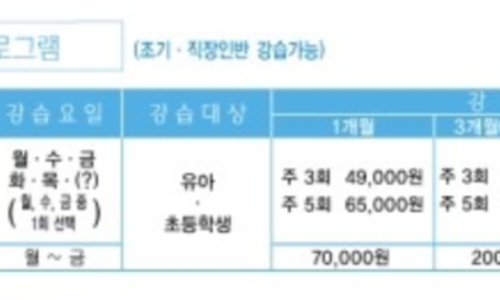 로그램
(조기 · 직장인반 강습가능)
강습요일 강습대상 강
1개월 3개월
월 · 수 · 금
화 · 목 · (?)
(월, 수, 금 중
1회 선택)
유아
·
초등학생
주 3회 49,000원 주 3회
주 5회 65,000원 주 5회
월 ~ 금 70,000원 200